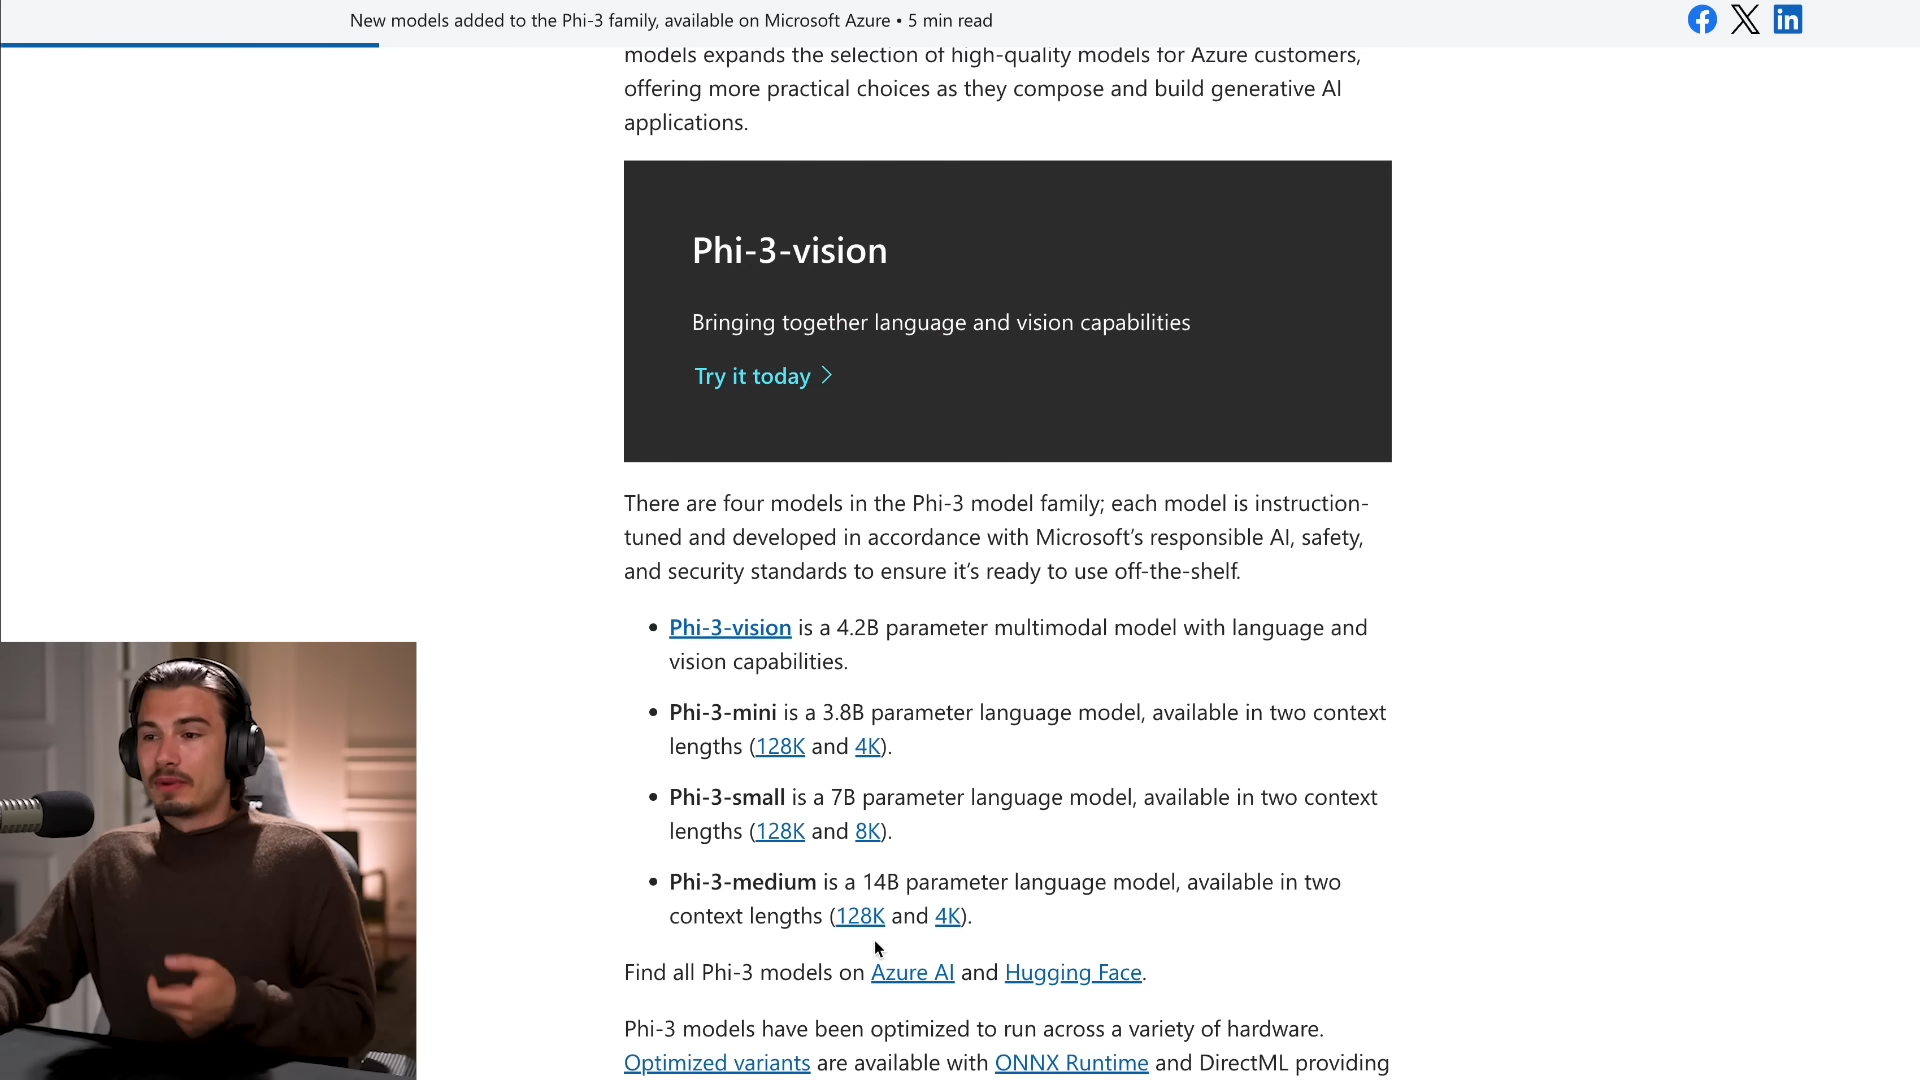 New models added to the Phi-3 family, available on Microsoft Azure • 5 min read
models expands the selection of high-quality models for Azure customers,
offering more practical choices as they compose and build generative AI
applications.
Phi-3-vision
Bringing together language and vision capabilities
Try it today
There are four models in the Phi-3 model family; each model is instruction-
tuned and developed in accordance with Microsoft’s responsible AI, safety,
and security standards to ensure it’s ready to use off-the-shelf.
• Phi-3-vision is a 4.2B parameter multimodal model with language and
vision capabilities.
• Phi-3-mini is a 3.8B parameter language model, available in two context
lengths (128K and 4K).
• Phi-3-small is a 7B parameter language model, available in two context
lengths (128K and 8K).
• Phi-3-medium is a 14B parameter language model, available in two
context lengths (128K and 4K).
Find all Phi-3 models on Azure AI and Hugging Face.
Phi-3 models have been optimized to run across a variety of hardware.
Optimized variants are available with ONNX Runtime and DirectML providing